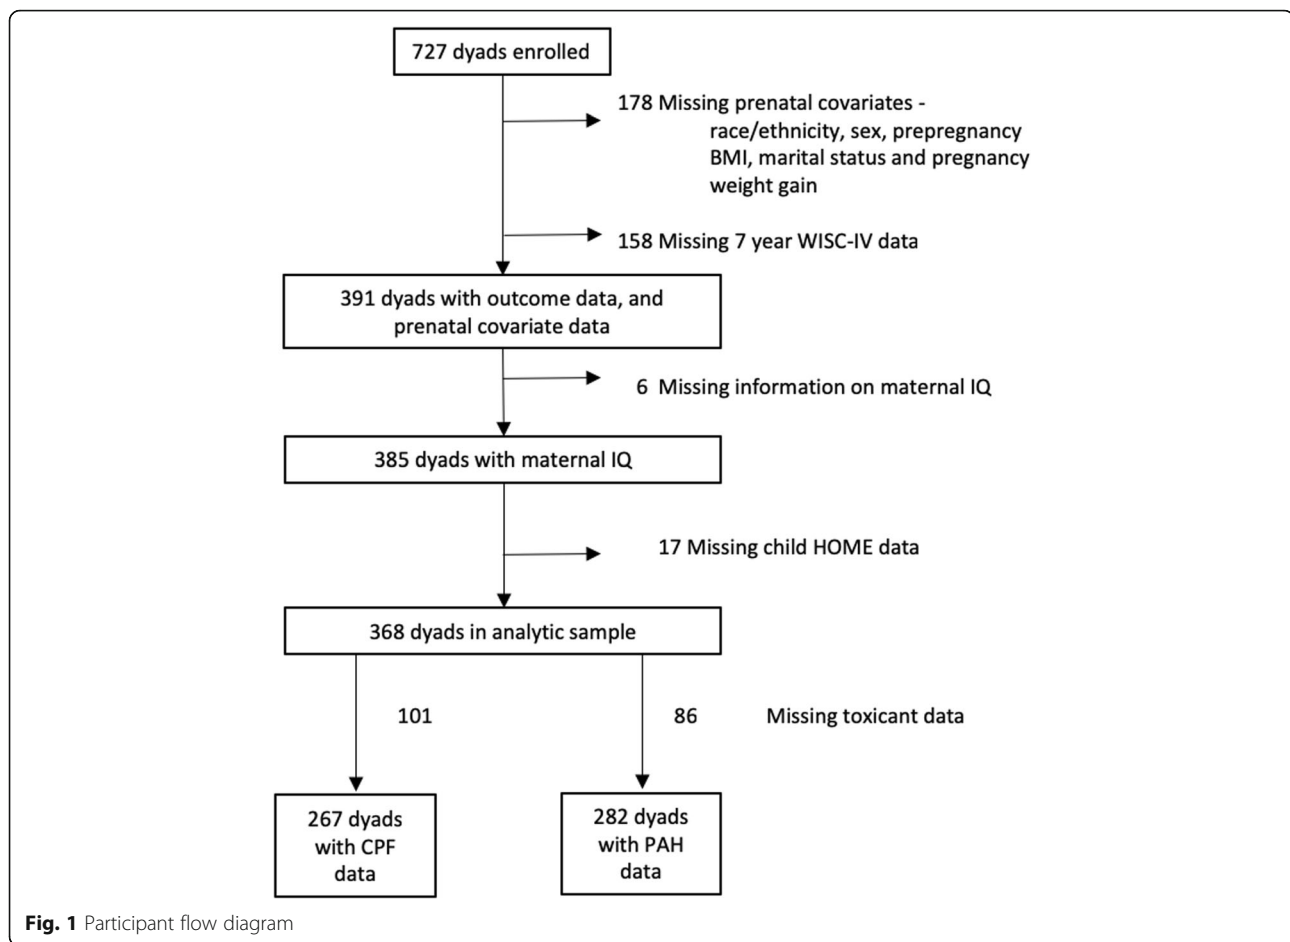 727 dyads enrolled
178 Missing prenatal covariates -
race/ethnicity, sex, prepregnancy
BMI, marital status and pregnancy
weight gain
158 Missing 7 year WISC-IV data
391 dyads with outcome data, and
prenatal covariate data
6 Missing information on maternal IQ
385 dyads with maternal IQ
17 Missing child HOME data
368 dyads in analytic sample
101 86 Missing toxicant data
267 dyads
with CPF
data
282 dyads
with PAH
data
Fig. 1 Participant flow diagram